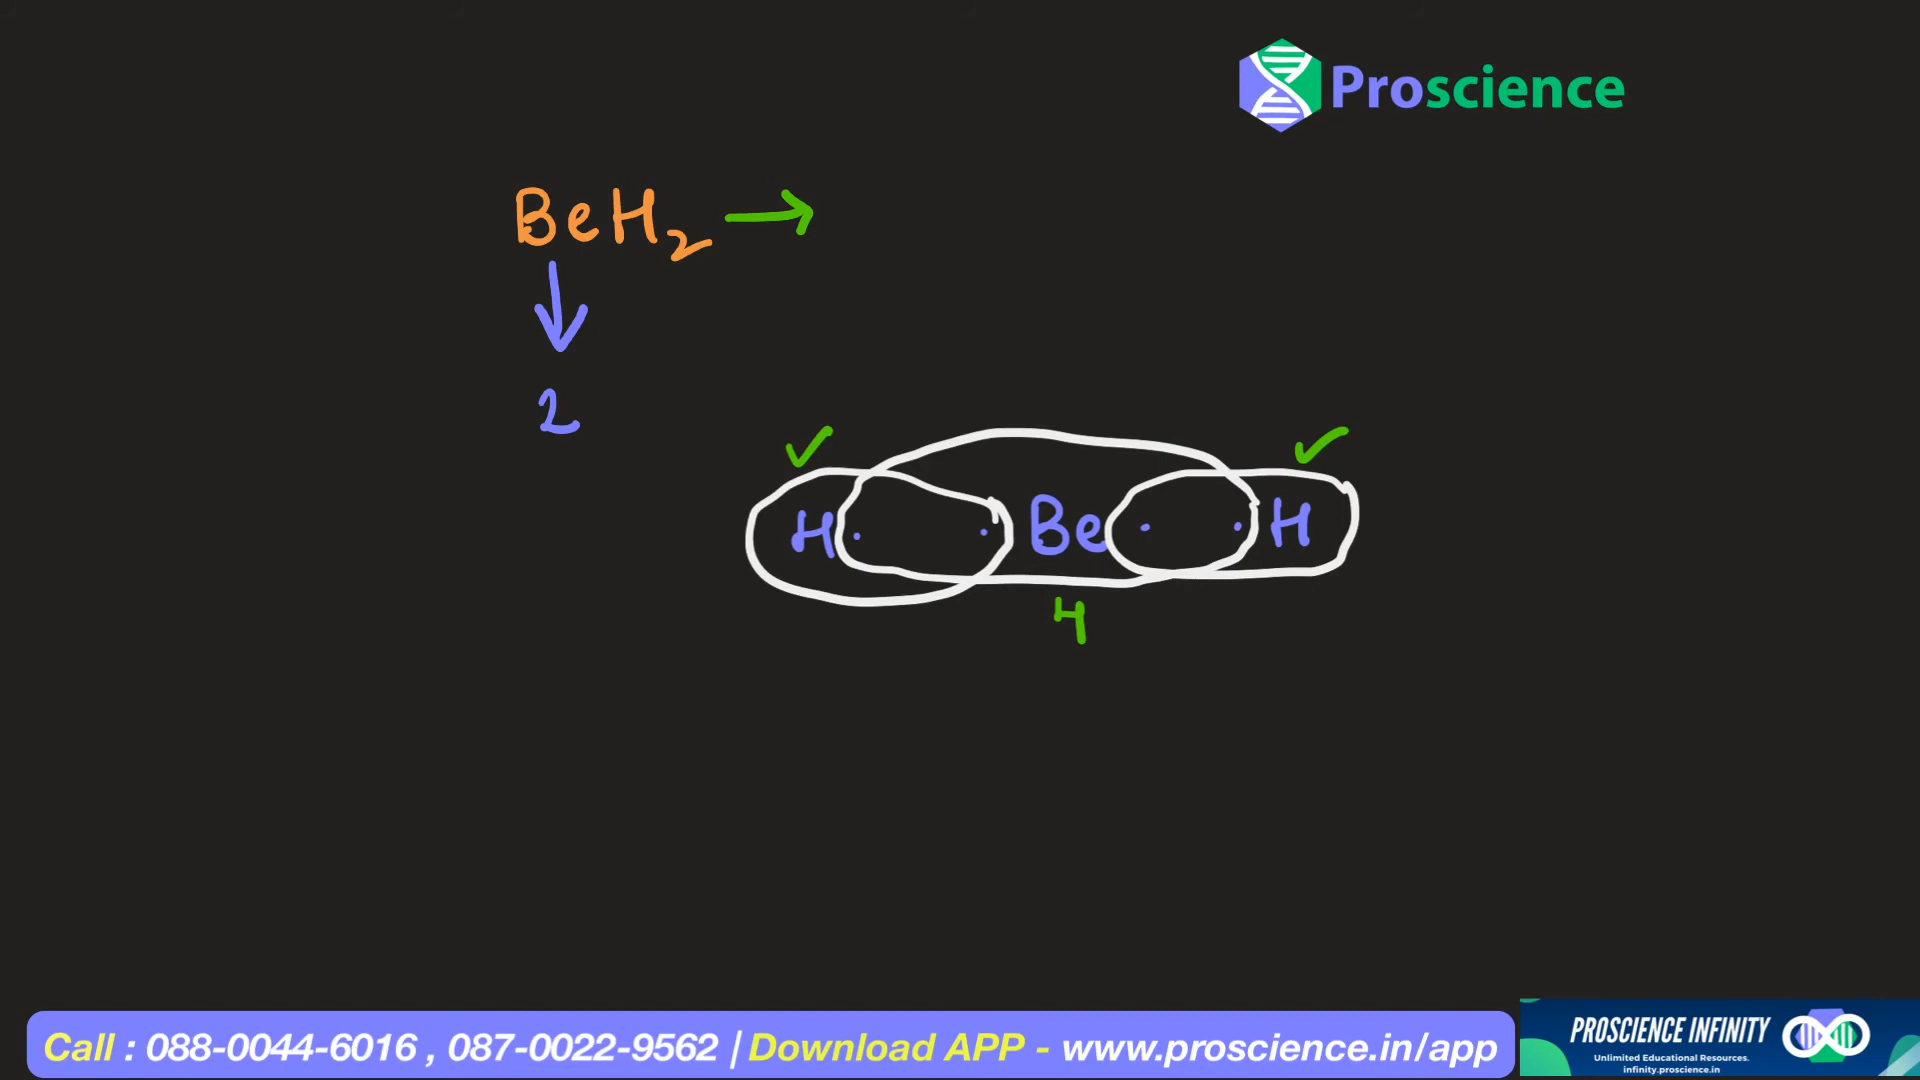 Proscience
BeH₂ →
↓
2
✓ ✓
H. . Be . . H
4
Call : 088-0044-6016 , 087-0022-9562 | Download APP - www.proscience.in/app
PROSCIENCE INFINITY
Unlimited Educational Resources.
infinity.proscience.in